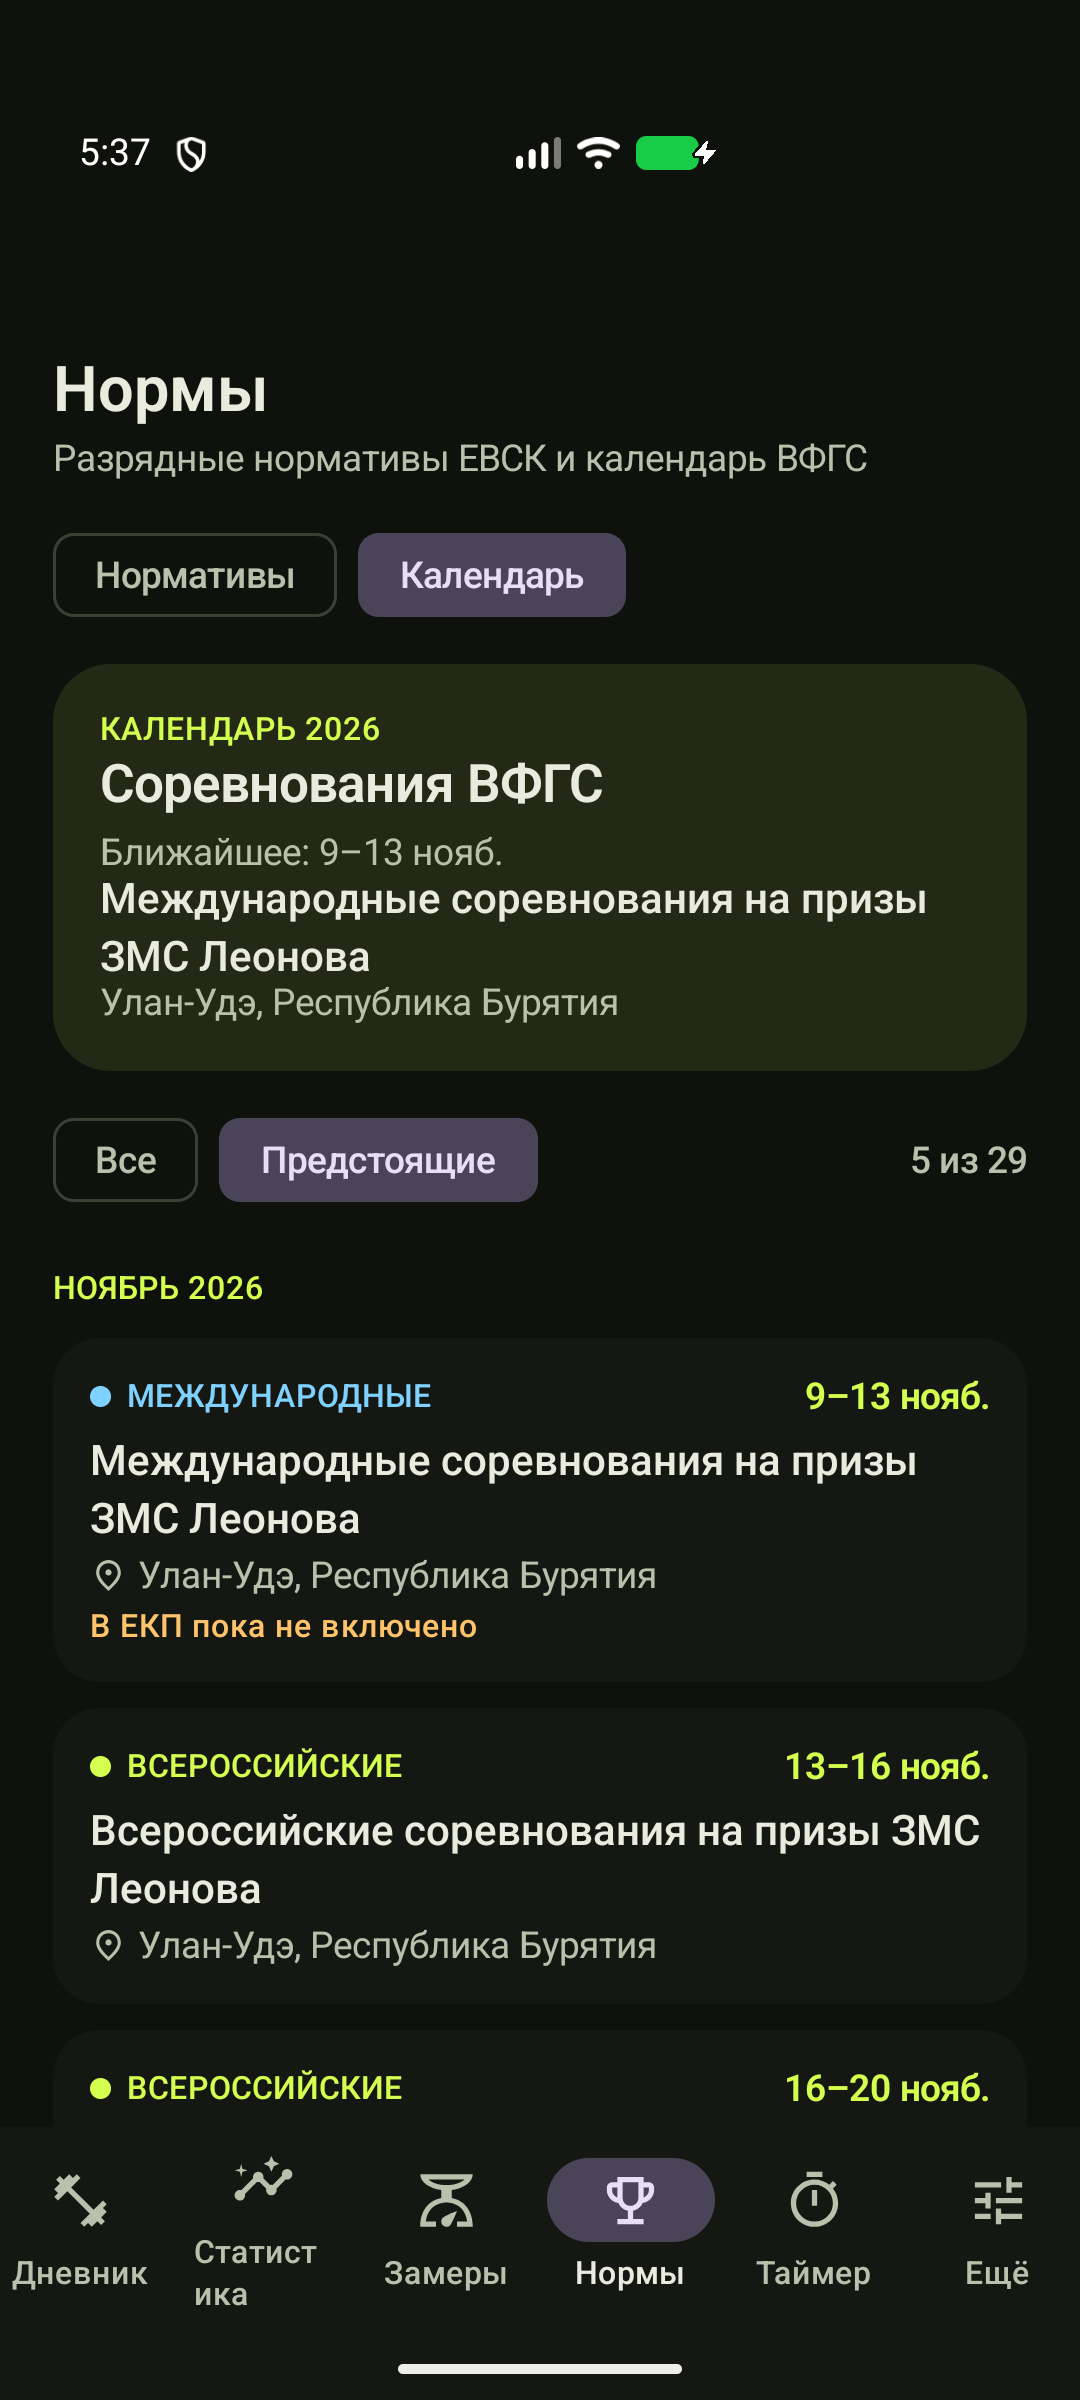 5:37
Нормы
Разрядные нормативы ЕВСК и календарь ВФГС
Нормативы
Календарь
КАЛЕНДАРЬ 2026
Соревнования ВФГС
Ближайшее: 9–13 нояб.
Международные соревнования на призы
ЗМС Леонова
Улан-Удэ, Республика Бурятия
Все
Предстоящие
5 из 29
НОЯБРЬ 2026
МЕЖДУНАРОДНЫЕ
9–13 нояб.
Международные соревнования на призы
ЗМС Леонова
Улан-Удэ, Республика Бурятия
В ЕКП пока не включено
ВСЕРОССИЙСКИЕ
13–16 нояб.
Всероссийские соревнования на призы ЗМС
Леонова
Улан-Удэ, Республика Бурятия
ВСЕРОССИЙСКИЕ
16–20 нояб.
Дневник
Статист
ика
Замеры
Нормы
Таймер
Ещё